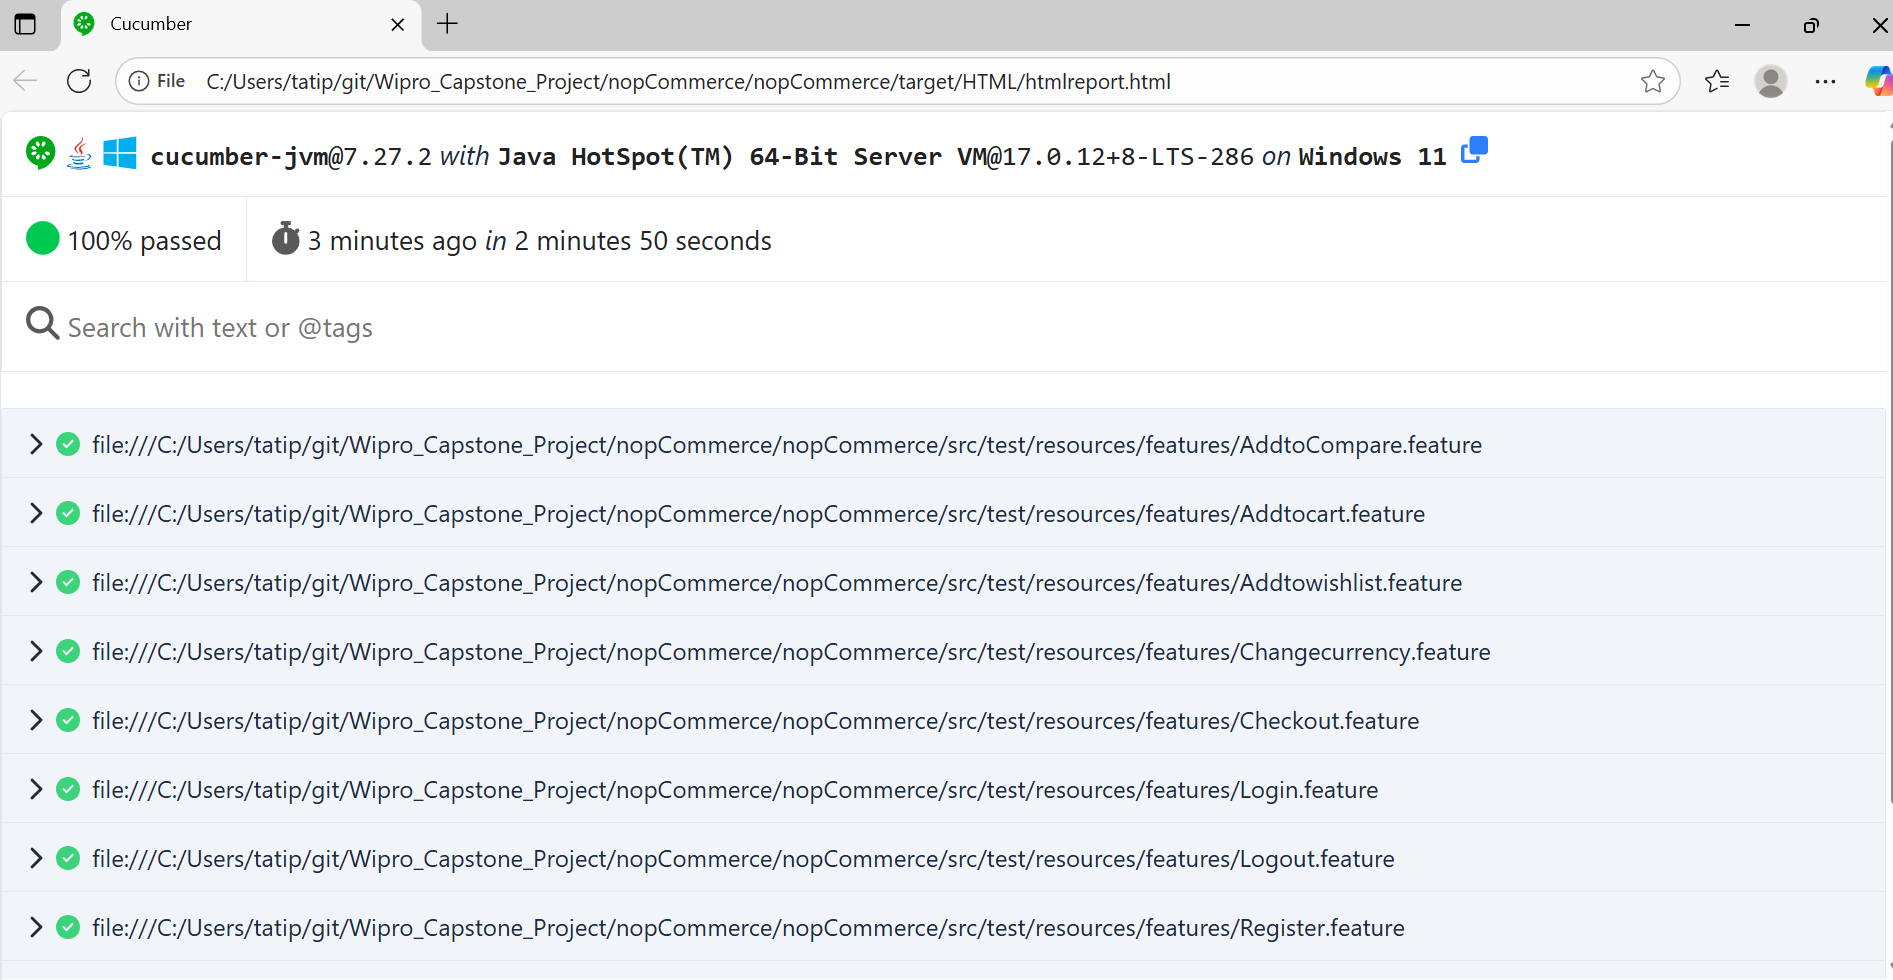 Cucumber
File C:/Users/tatip/git/Wipro_Capstone_Project/nopCommerce/nopCommerce/target/HTML/htmlreport.html
cucumber-jvm@7.27.2 with Java HotSpot(TM) 64-Bit Server VM@17.0.12+8-LTS-286 on Windows 11
100% passed 3 minutes ago in 2 minutes 50 seconds
Search with text or @tags
file:///C:/Users/tatip/git/Wipro_Capstone_Project/nopCommerce/nopCommerce/src/test/resources/features/AddtoCompare.feature
file:///C:/Users/tatip/git/Wipro_Capstone_Project/nopCommerce/nopCommerce/src/test/resources/features/Addtocart.feature
file:///C:/Users/tatip/git/Wipro_Capstone_Project/nopCommerce/nopCommerce/src/test/resources/features/Addtowishlist.feature
file:///C:/Users/tatip/git/Wipro_Capstone_Project/nopCommerce/nopCommerce/src/test/resources/features/Changecurrency.feature
file:///C:/Users/tatip/git/Wipro_Capstone_Project/nopCommerce/nopCommerce/src/test/resources/features/Checkout.feature
file:///C:/Users/tatip/git/Wipro_Capstone_Project/nopCommerce/nopCommerce/src/test/resources/features/Login.feature
file:///C:/Users/tatip/git/Wipro_Capstone_Project/nopCommerce/nopCommerce/src/test/resources/features/Logout.feature
file:///C:/Users/tatip/git/Wipro_Capstone_Project/nopCommerce/nopCommerce/src/test/resources/features/Register.feature